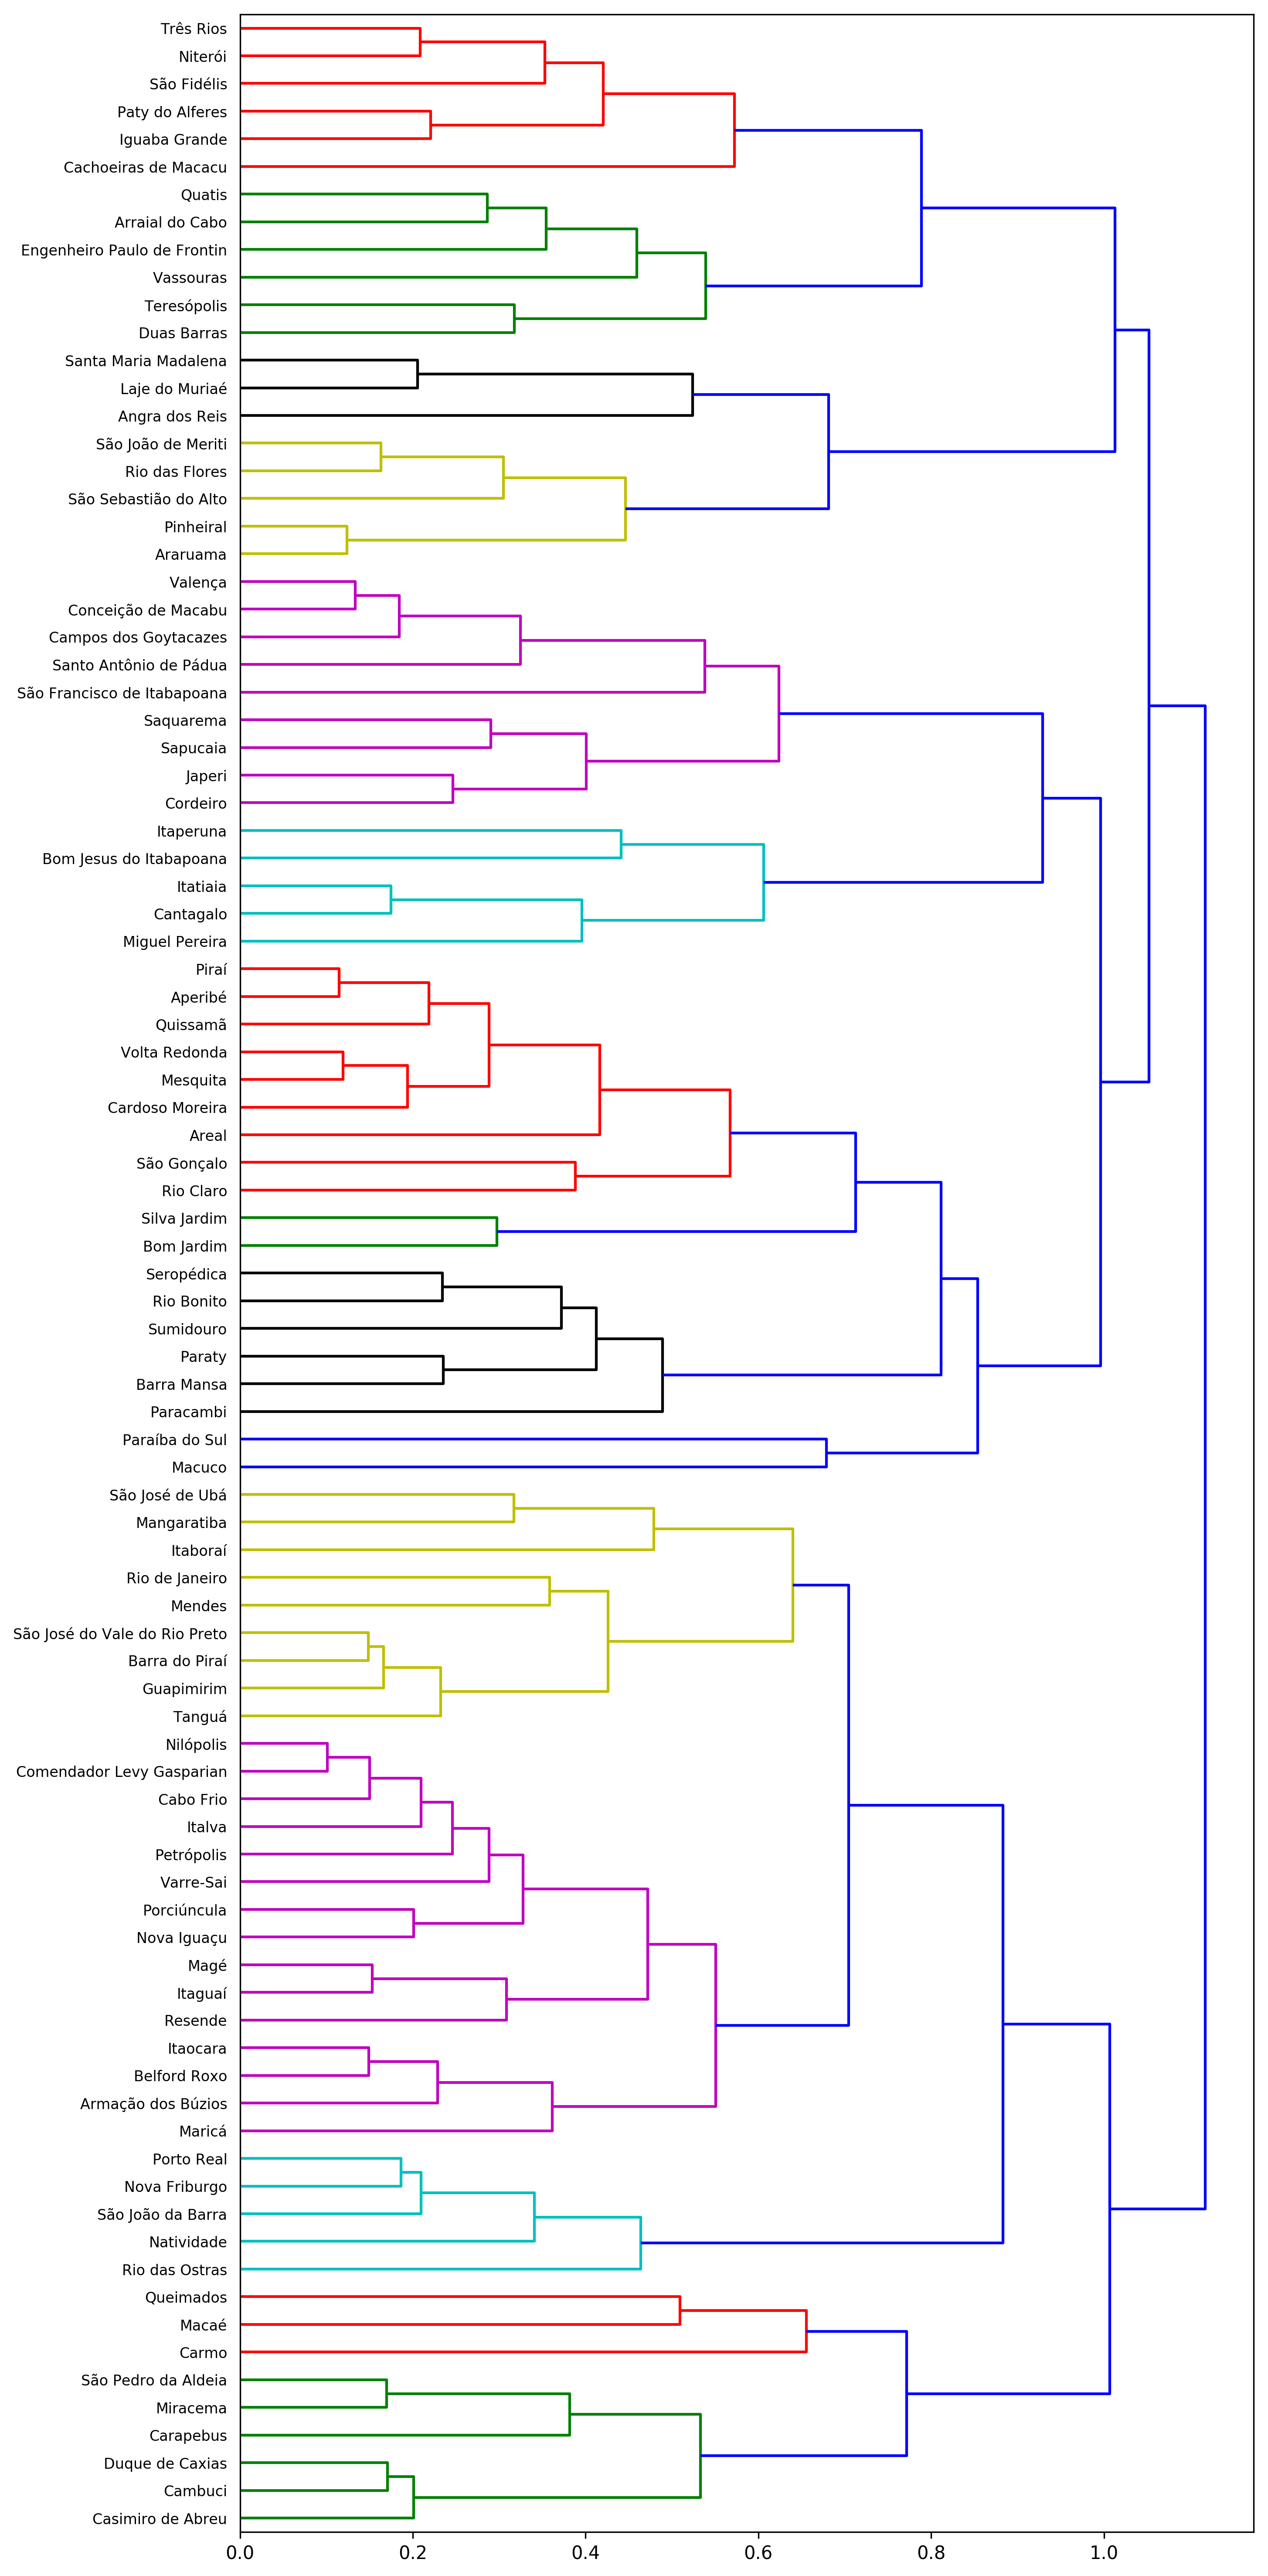 Três Rios
Niterói
São Fidélis
Paty do Alferes
Iguaba Grande
Cachoeiras de Macacu
Quatis
Arraial do Cabo
Engenheiro Paulo de Frontin
Vassouras
Teresópolis
Duas Barras
Santa Maria Madalena
Laje do Muriaé
Angra dos Reis
São João de Meriti
Rio das Flores
São Sebastião do Alto
Pinheiral
Araruama
Valença
Conceição de Macabu
Campos dos Goytacazes
Santo Antônio de Pádua
São Francisco de Itabapoana
Saquarema
Sapucaia
Japeri
Cordeiro
Itaperuna
Bom Jesus do Itabapoana
Itatiaia
Cantagalo
Miguel Pereira
Piraí
Aperibé
Quissamã
Volta Redonda
Mesquita
Cardoso Moreira
Areal
São Gonçalo
Rio Claro
Silva Jardim
Bom Jardim
Seropédica
Rio Bonito
Sumidouro
Paraty
Barra Mansa
Paracambi
Paraíba do Sul
Macuco
São José de Ubá
Mangaratiba
Itaboraí
Rio de Janeiro
Mendes
São José do Vale do Rio Preto
Barra do Piraí
Guapimirim
Tanguá
Nilópolis
Comendador Levy Gasparian
Cabo Frio
Italva
Petrópolis
Varre-Sai
Porciúncula
Nova Iguaçu
Magé
Itaguaí
Resende
Itaocara
Belford Roxo
Armação dos Búzios
Maricá
Porto Real
Nova Friburgo
São João da Barra
Natividade
Rio das Ostras
Queimados
Macaé
Carmo
São Pedro da Aldeia
Miracema
Carapebus
Duque de Caxias
Cambuci
Casimiro de Abreu
0.0 0.2 0.4 0.6 0.8 1.0